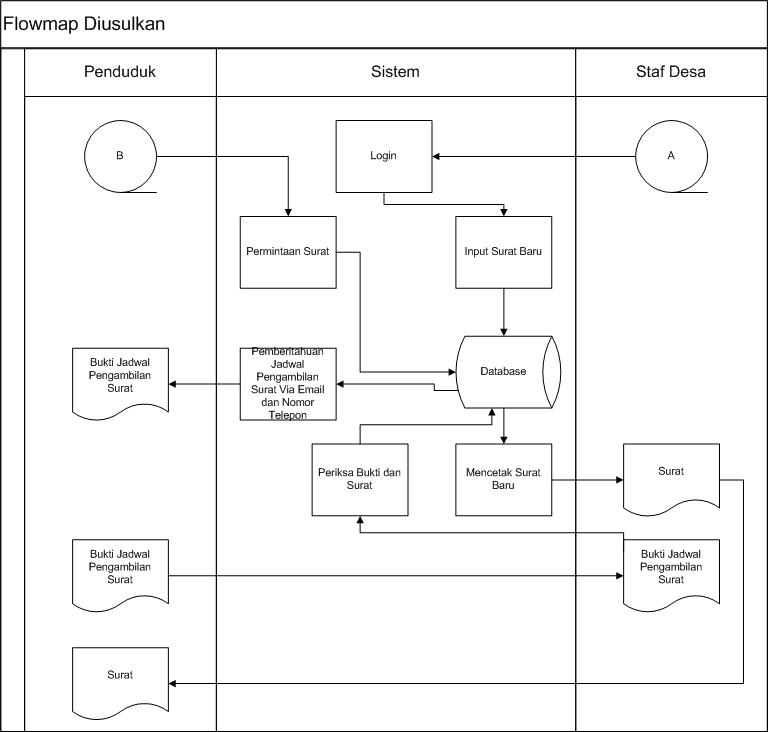 Flowmap Diusulkan
Penduduk
Sistem
Staf Desa
B
Login
A
Permintaan Surat
Input Surat Baru
Bukti Jadwal
Pengambilan
Surat
Pemberitahuan
Jadwal
Pengambilan
Surat Via Email
dan Nomor
Telepon
Database
Periksa Bukti dan
Surat
Mencetak Surat
Baru
Surat
Bukti Jadwal
Pengambilan
Surat
Bukti Jadwal
Pengambilan
Surat
Surat